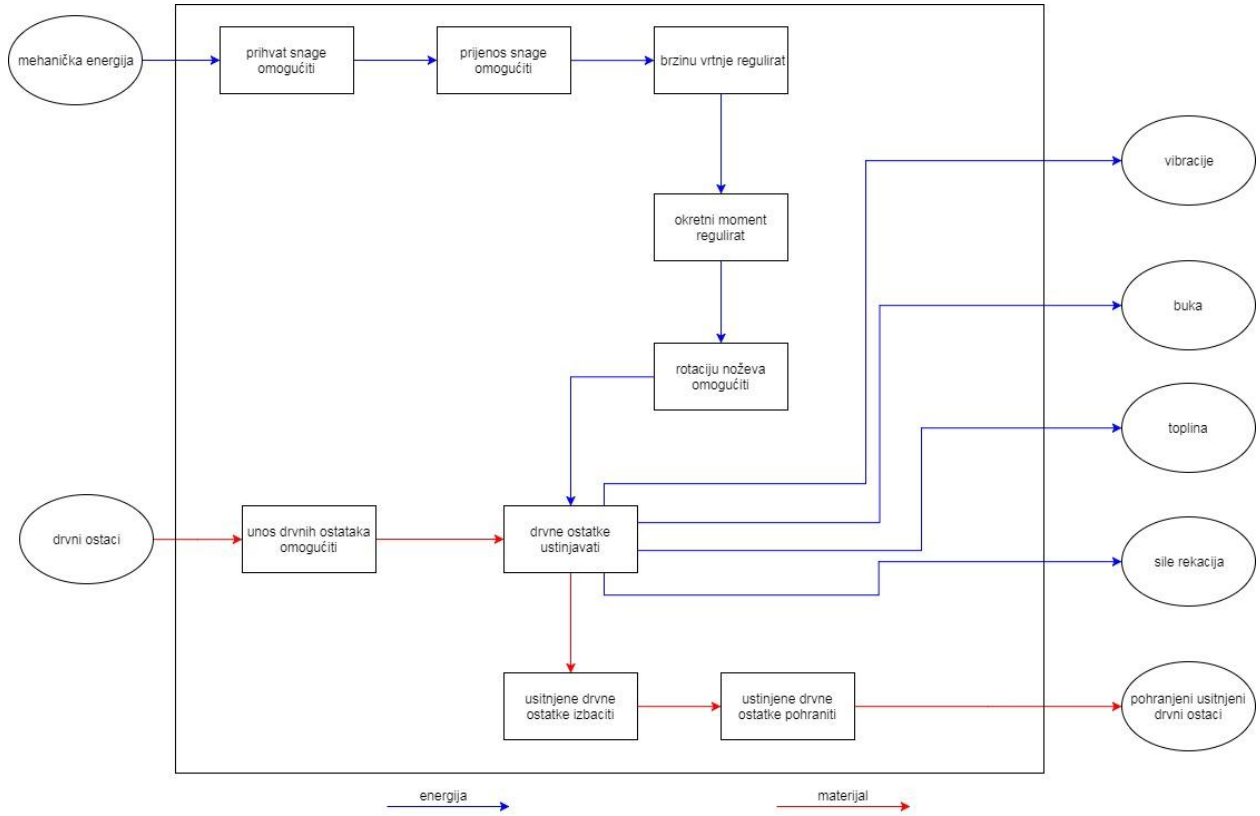 mehanička energija
prihvat snage
omogućiti
prijenos snage
omogućiti
brzinu vrtnje regulirat
vibracije
okretni moment
regulirat
buka
rotaciju noževa
omogućiti
toplina
drvni ostaci
unos drvnih ostataka
omogućiti
drvne ostatke
ustinjavati
sile rekacija
usitnjene drvne
ostatke izbaciti
ustinjene drvne
ostatke pohraniti
pohranjeni usitnjeni
drvni ostaci
energija
materijal